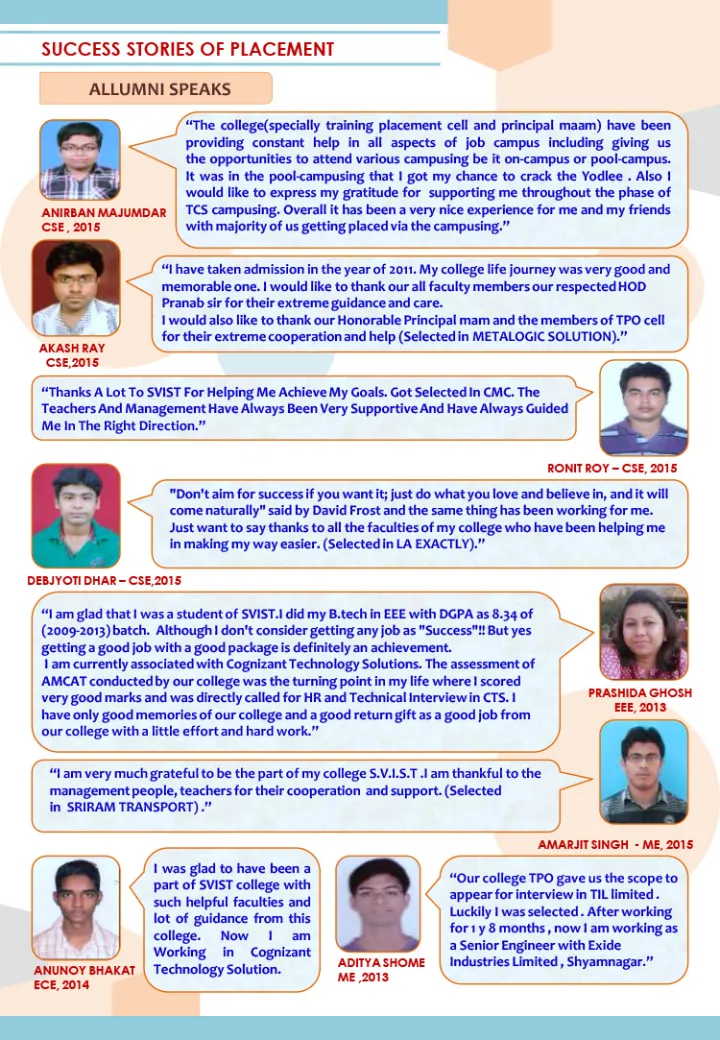 SUCCESS STORIES OF PLACEMENT
ALLUMNI SPEAKS
“The college(specially training placement cell and principal maam) have been
providing constant help in all aspects of job campus including giving us
the opportunities to attend various campusing be it on-campus or pool-campus.
It was in the pool-campusing that I got my chance to crack the Yodlee . Also I
would like to express my gratitude for supporting me throughout the phase of
TCS campusing. Overall it has been a very nice experience for me and my friends
with majority of us getting placed via the campusing.”
ANIRBAN MAJUMDAR
CSE , 2015
“I have taken admission in the year of 2011. My college life journey was very good and
memorable one. I would like to thank our all faculty members our respected HOD
Pranab sir for their extreme guidance and care.
I would also like to thank our Honorable Principal mam and the members of TPO cell
for their extreme cooperation and help (Selected in METALOGIC SOLUTION).”
AKASH RAY
CSE,2015
“Thanks A Lot To SVIST For Helping Me Achieve My Goals. Got Selected In CMC. The
Teachers And Management Have Always Been Very Supportive And Have Always Guided
Me In The Right Direction.”
RONIT ROY – CSE, 2015
"Don't aim for success if you want it; just do what you love and believe in, and it will
come naturally" said by David Frost and the same thing has been working for me.
Just want to say thanks to all the faculties of my college who have been helping me
in making my way easier. (Selected in LA EXACTLY).”
DEBJYOTI DHAR – CSE,2015
“I am glad that I was a student of SVIST.I did my B.tech in EEE with DGPA as 8.34 of
(2009-2013) batch. Although I don't consider getting any job as "Success"!! But yes
getting a good job with a good package is definitely an achievement.
I am currently associated with Cognizant Technology Solutions. The assessment of
AMCAT conducted by our college was the turning point in my life where I scored
very good marks and was directly called for HR and Technical Interview in CTS. I
have only good memories of our college and a good return gift as a good job from
our college with a little effort and hard work.”
PRASHIDA GHOSH
EEE, 2013
“I am very much grateful to be the part of my college S.V.I.S.T .I am thankful to the
management people, teachers for their cooperation and support. (Selected
in SRIRAM TRANSPORT) .”
AMARJIT SINGH - ME, 2015
I was glad to have been a
part of SVIST college with
such helpful faculties and
lot of guidance from this
college. Now I am
Working in Cognizant
Technology Solution.
ANUNOY BHAKAT
ECE, 2014
“Our college TPO gave us the scope to
appear for interview in TIL limited .
Luckily I was selected . After working
for 1 y 8 months , now I am working as
a Senior Engineer with Exide
Industries Limited , Shyamnagar.”
ADITYA SHOME
ME ,2013